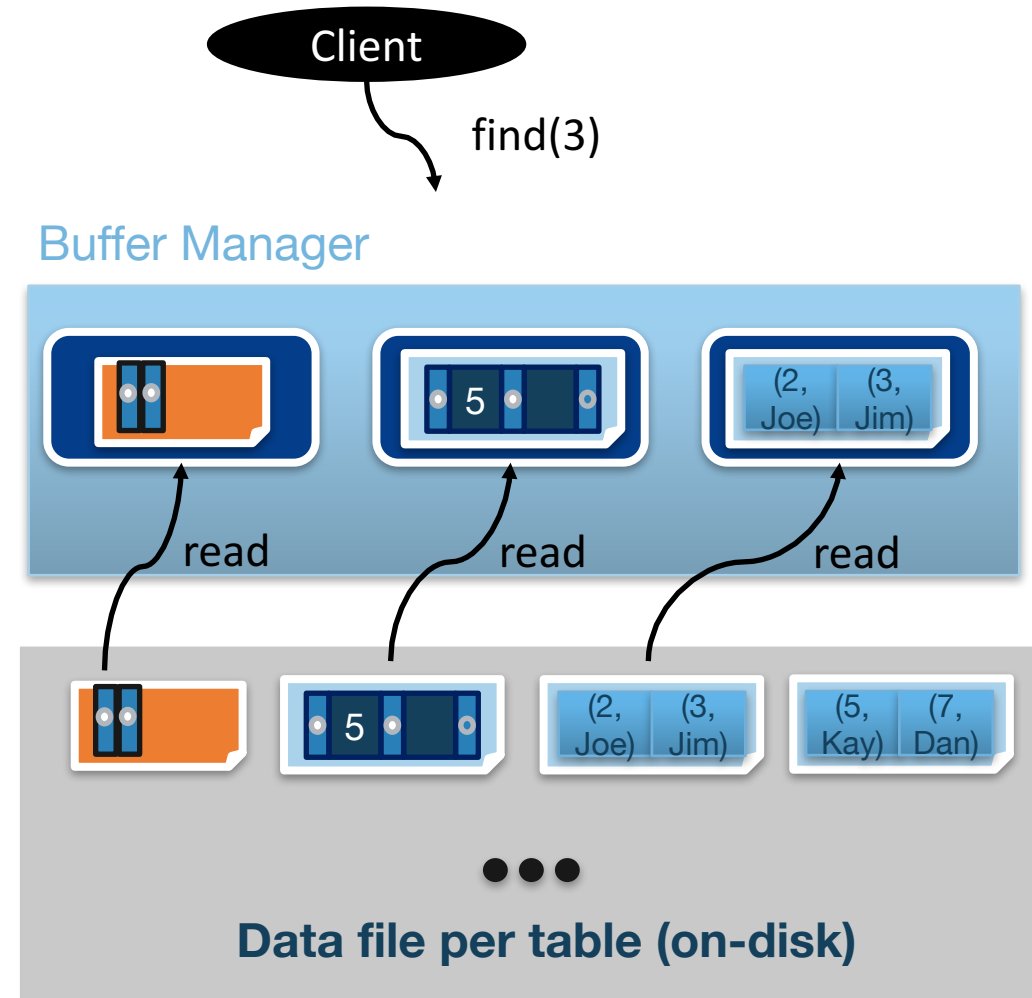 Client
find(3)
Buffer Manager
5
(2,
Joe)
(3,
Jim)
read
read
read
5
(2,
Joe)
(3,
Jim)
(5,
Kay)
(7,
Dan)
Data file per table (on-disk)